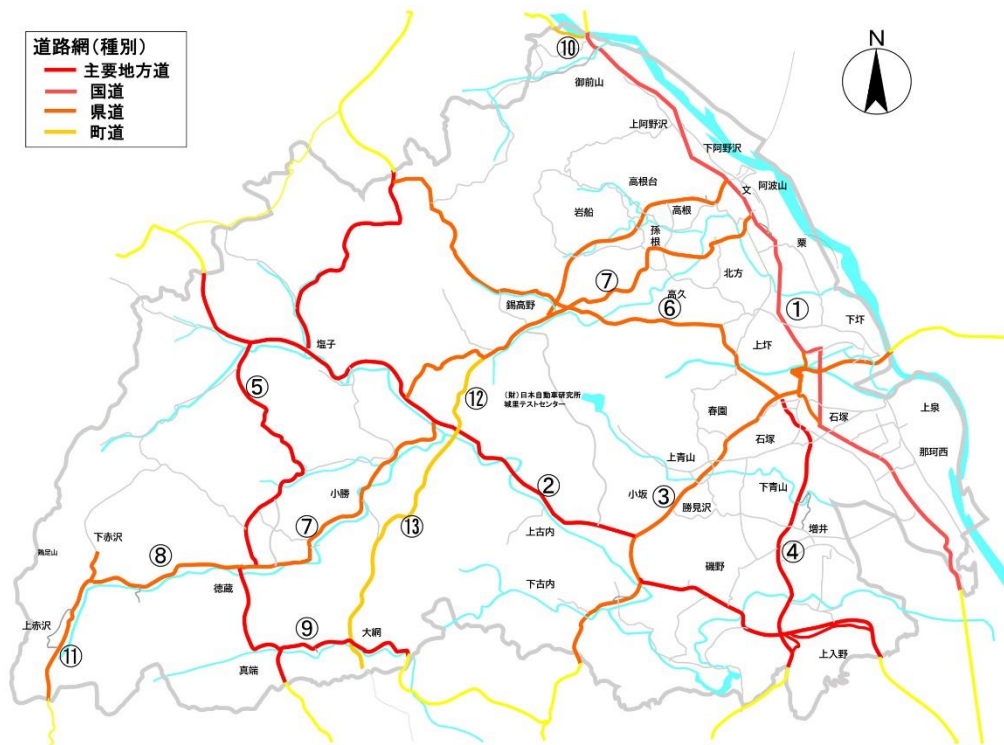 道路網(種別)
主要地方道
国道
県道
町道
N
⑩
御前山
上阿野沢
下阿野沢
高根台
文
阿波山
岩船
高根
孫根
粟
⑦
北方
高久
錫高野
⑥
①
下圷
塩子
上圷
⑤
⑫
(財)日本自動車研究所
城里テストセンター
春園
石塚
上泉
石塚
那珂西
上青山
②
小坂
③
下青山
小勝
勝見沢
⑦
⑬
上古内
増井
下赤沢
④
鶏足山
⑧
磯野
徳蔵
下古内
上赤沢
⑨
大網
⑪
真端
上入野